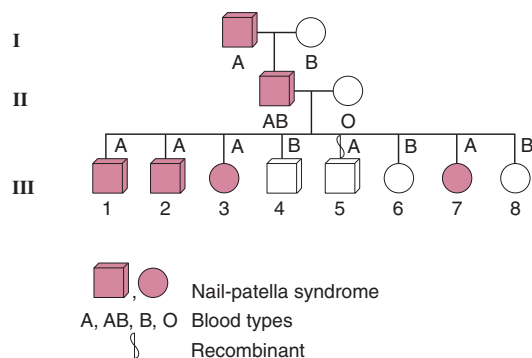 I
A B
II
AB O
A A A B A B A B
III
1 2 3 4 5 6 7 8
, Nail-patella syndrome
A, AB, B, O Blood types
Recombinant